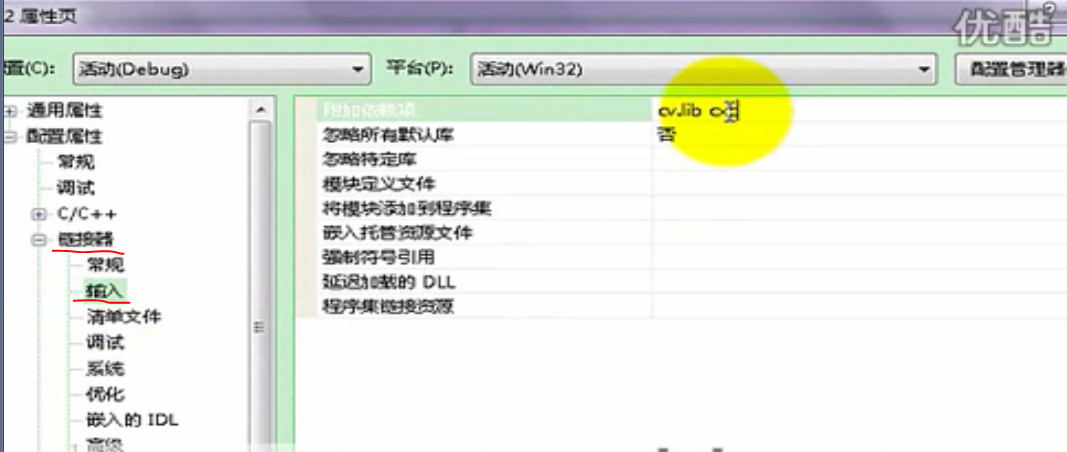 2 属性页
优酷
置(C): 活动(Debug) 平台(P): 活动(Win32) 配置管理器
通用属性
配置属性
常规
调试
C/C++
链接器
常规
输入
清单文件
调试
系统
优化
嵌入的 IDL
高级
附加依赖项 cv.lib
忽略所有默认库 否
忽略特定库
模块定义文件
将模块添加到程序集
嵌入托管资源文件
强制符号引用
延迟加载的 DLL
程序集链接资源